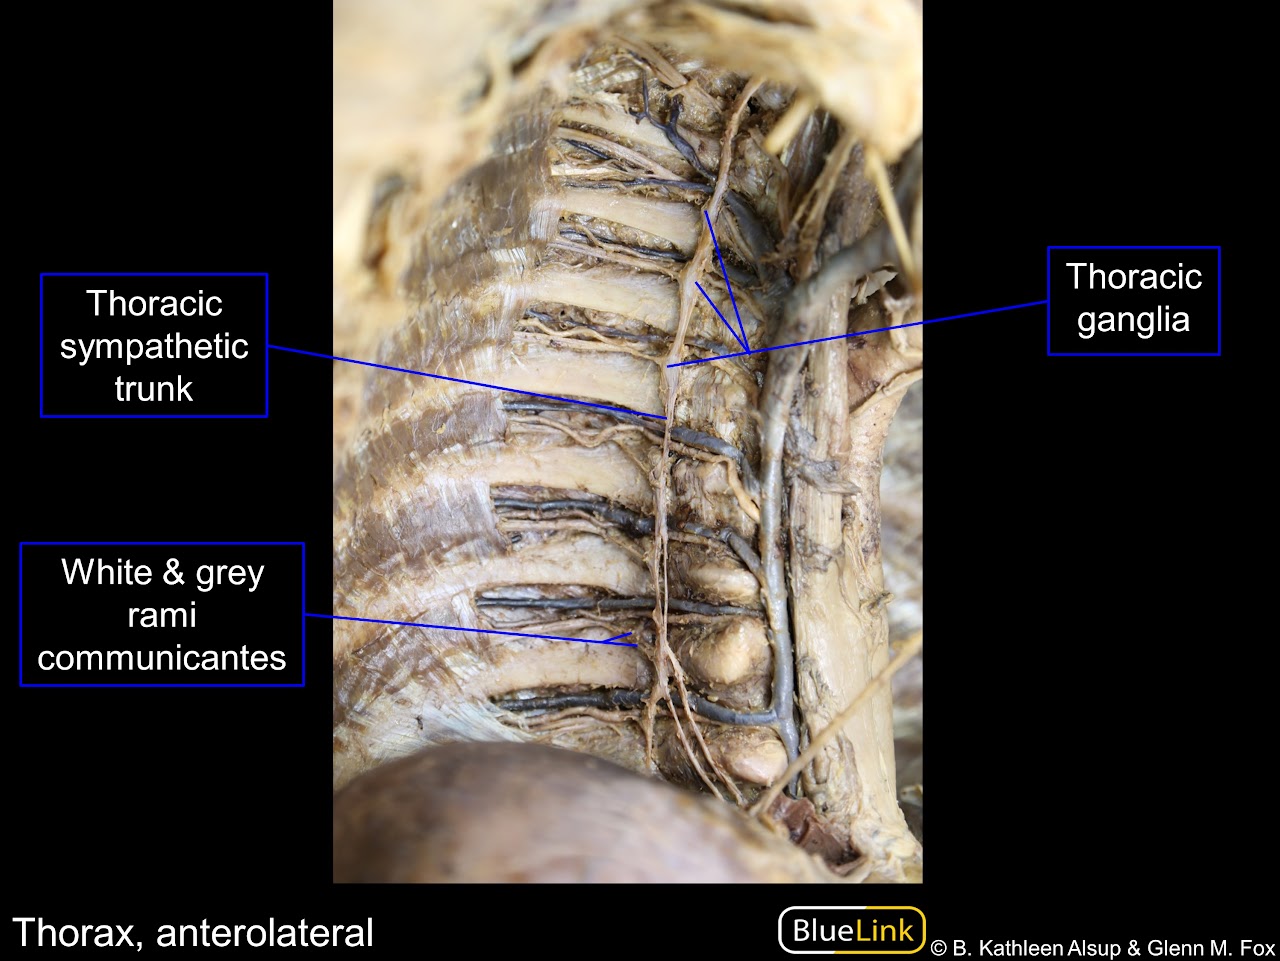 Thoracic
sympathetic
trunk
Thoracic
ganglia
White & grey
rami
communicantes
Thorax, anterolateral
BlueLink
© B. Kathleen Alsup & Glenn M. Fox